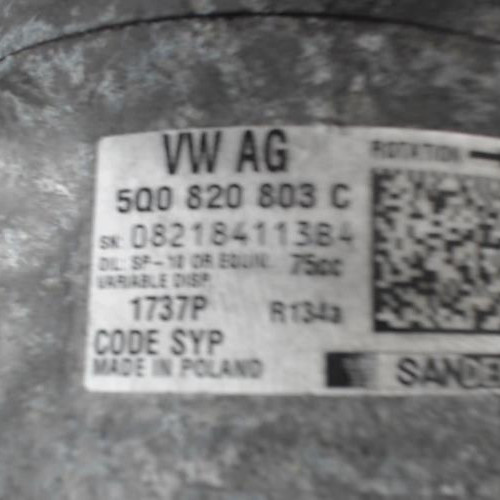 VW AG
ROTATION
5Q0 820 803 C
SN: 082184113B4
OIL: SP-10 OR EQUIV. 75cc
VARIABLE DISP.
1737P R134a
CODE SYP
MADE IN POLAND
SANDE